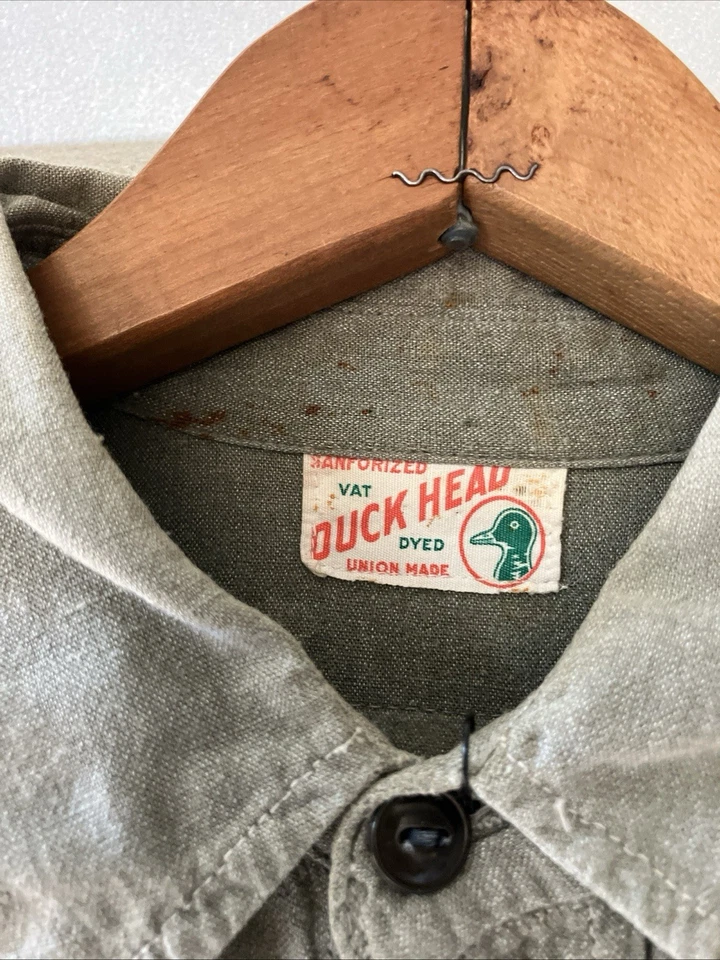 SANFORIZED
VAT
DUCK HEAD
DYED
UNION MADE